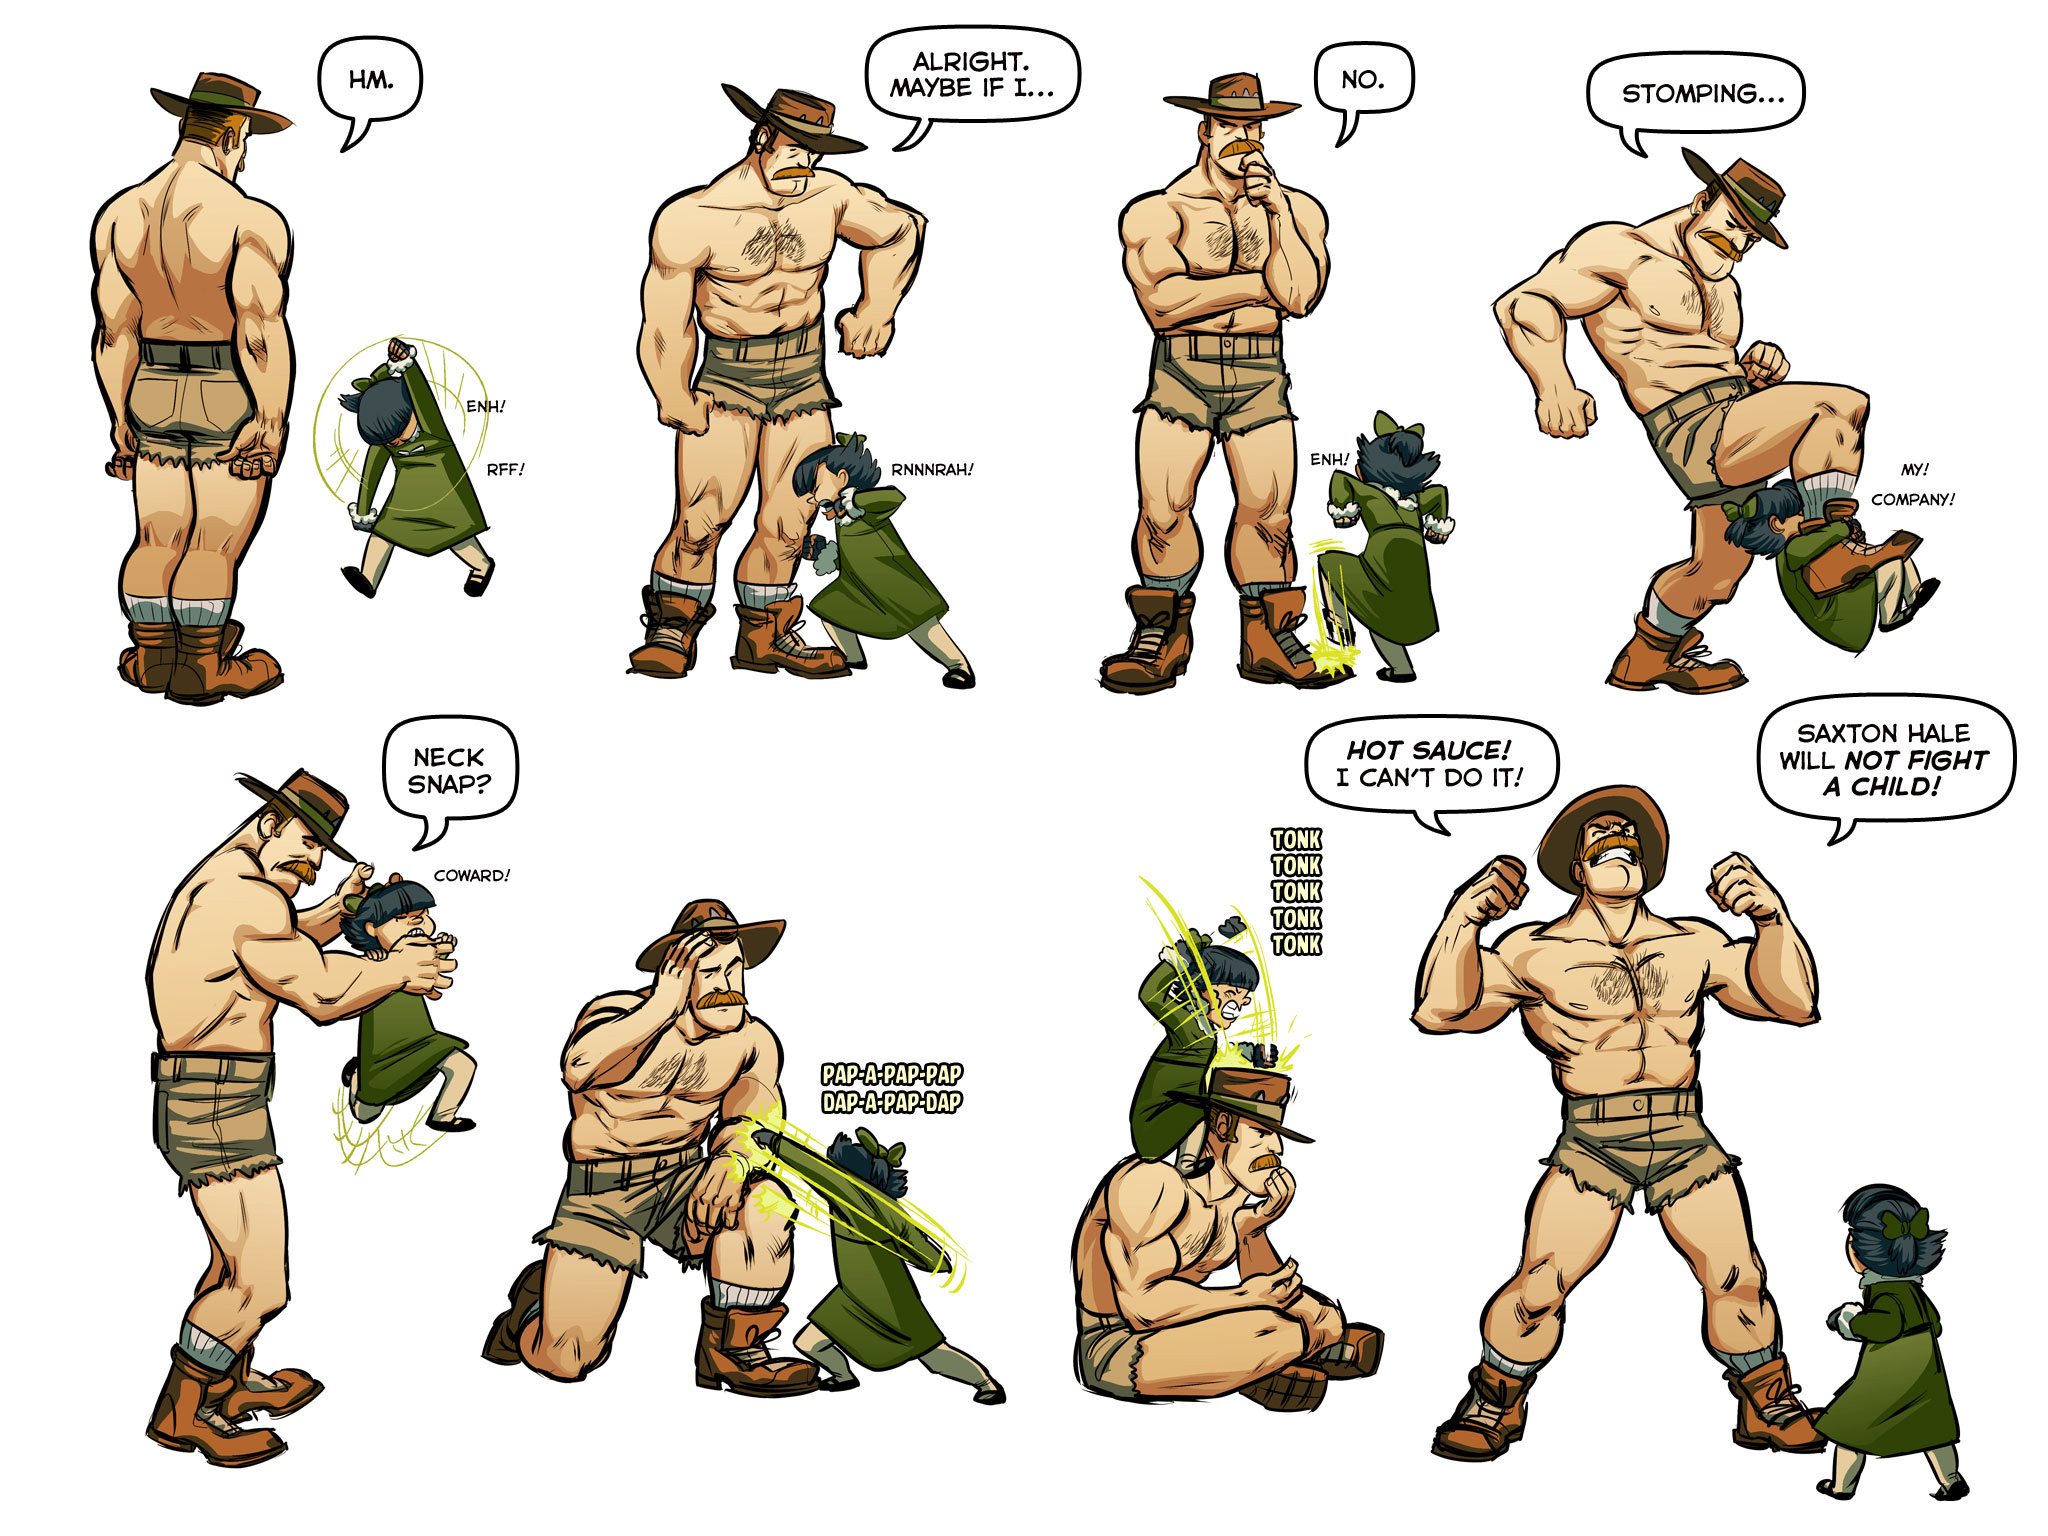 HM.
ENH!
RFF!
ALRIGHT.
MAYBE IF I...
RNNNRAH!
NO.
ENH!
STOMPING...
MY!
COMPANY!
NECK
SNAP?
COWARD!
PAP-A-PAP-PAP
DAP-A-PAP-DAP
TONK
TONK
TONK
TONK
TONK
HOT SAUCE!
I CAN'T DO IT!
SAXTON HALE
WILL NOT FIGHT
A CHILD!